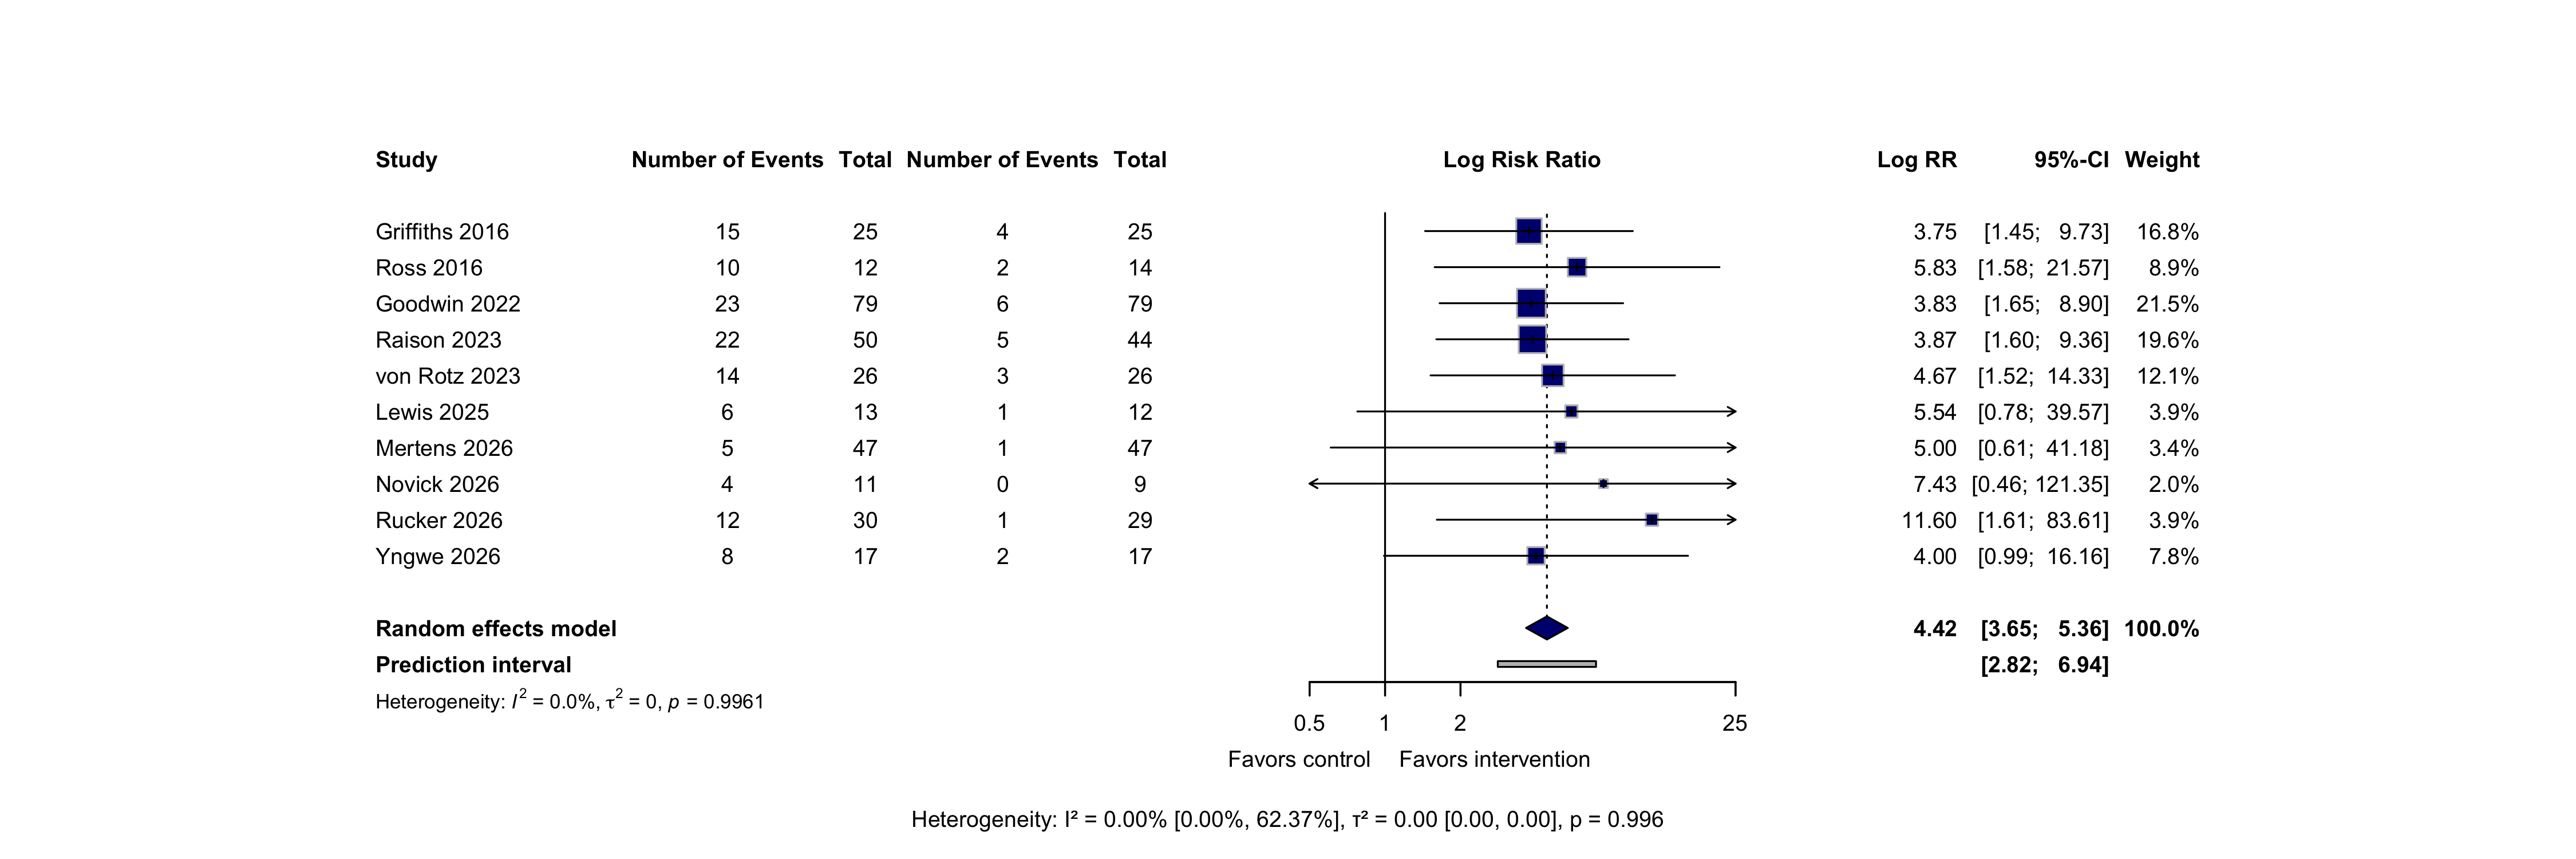 Study Number of Events Total Number of Events Total Log Risk Ratio Log RR 95%-CI Weight
Griffiths 2016 15 25 4 25 3.75 [1.45; 9.73] 16.8%
Ross 2016 10 12 2 14 5.83 [1.58; 21.57] 8.9%
Goodwin 2022 23 79 6 79 3.83 [1.65; 8.90] 21.5%
Raison 2023 22 50 5 44 3.87 [1.60; 9.36] 19.6%
von Rotz 2023 14 26 3 26 4.67 [1.52; 14.33] 12.1%
Lewis 2025 6 13 1 12 5.54 [0.78; 39.57] 3.9%
Mertens 2026 5 47 1 47 5.00 [0.61; 41.18] 3.4%
Novick 2026 4 11 0 9 7.43 [0.46; 121.35] 2.0%
Rucker 2026 12 30 1 29 11.60 [1.61; 83.61] 3.9%
Yngwe 2026 8 17 2 17 4.00 [0.99; 16.16] 7.8%
Random effects model 4.42 [3.65; 5.36] 100.0%
Prediction interval [2.82; 6.94]
Heterogeneity: I² = 0.0%, τ² = 0, p = 0.9961
0.5 1 2 25
Favors control Favors intervention
Heterogeneity: I² = 0.00% [0.00%, 62.37%], τ² = 0.00 [0.00, 0.00], p = 0.996